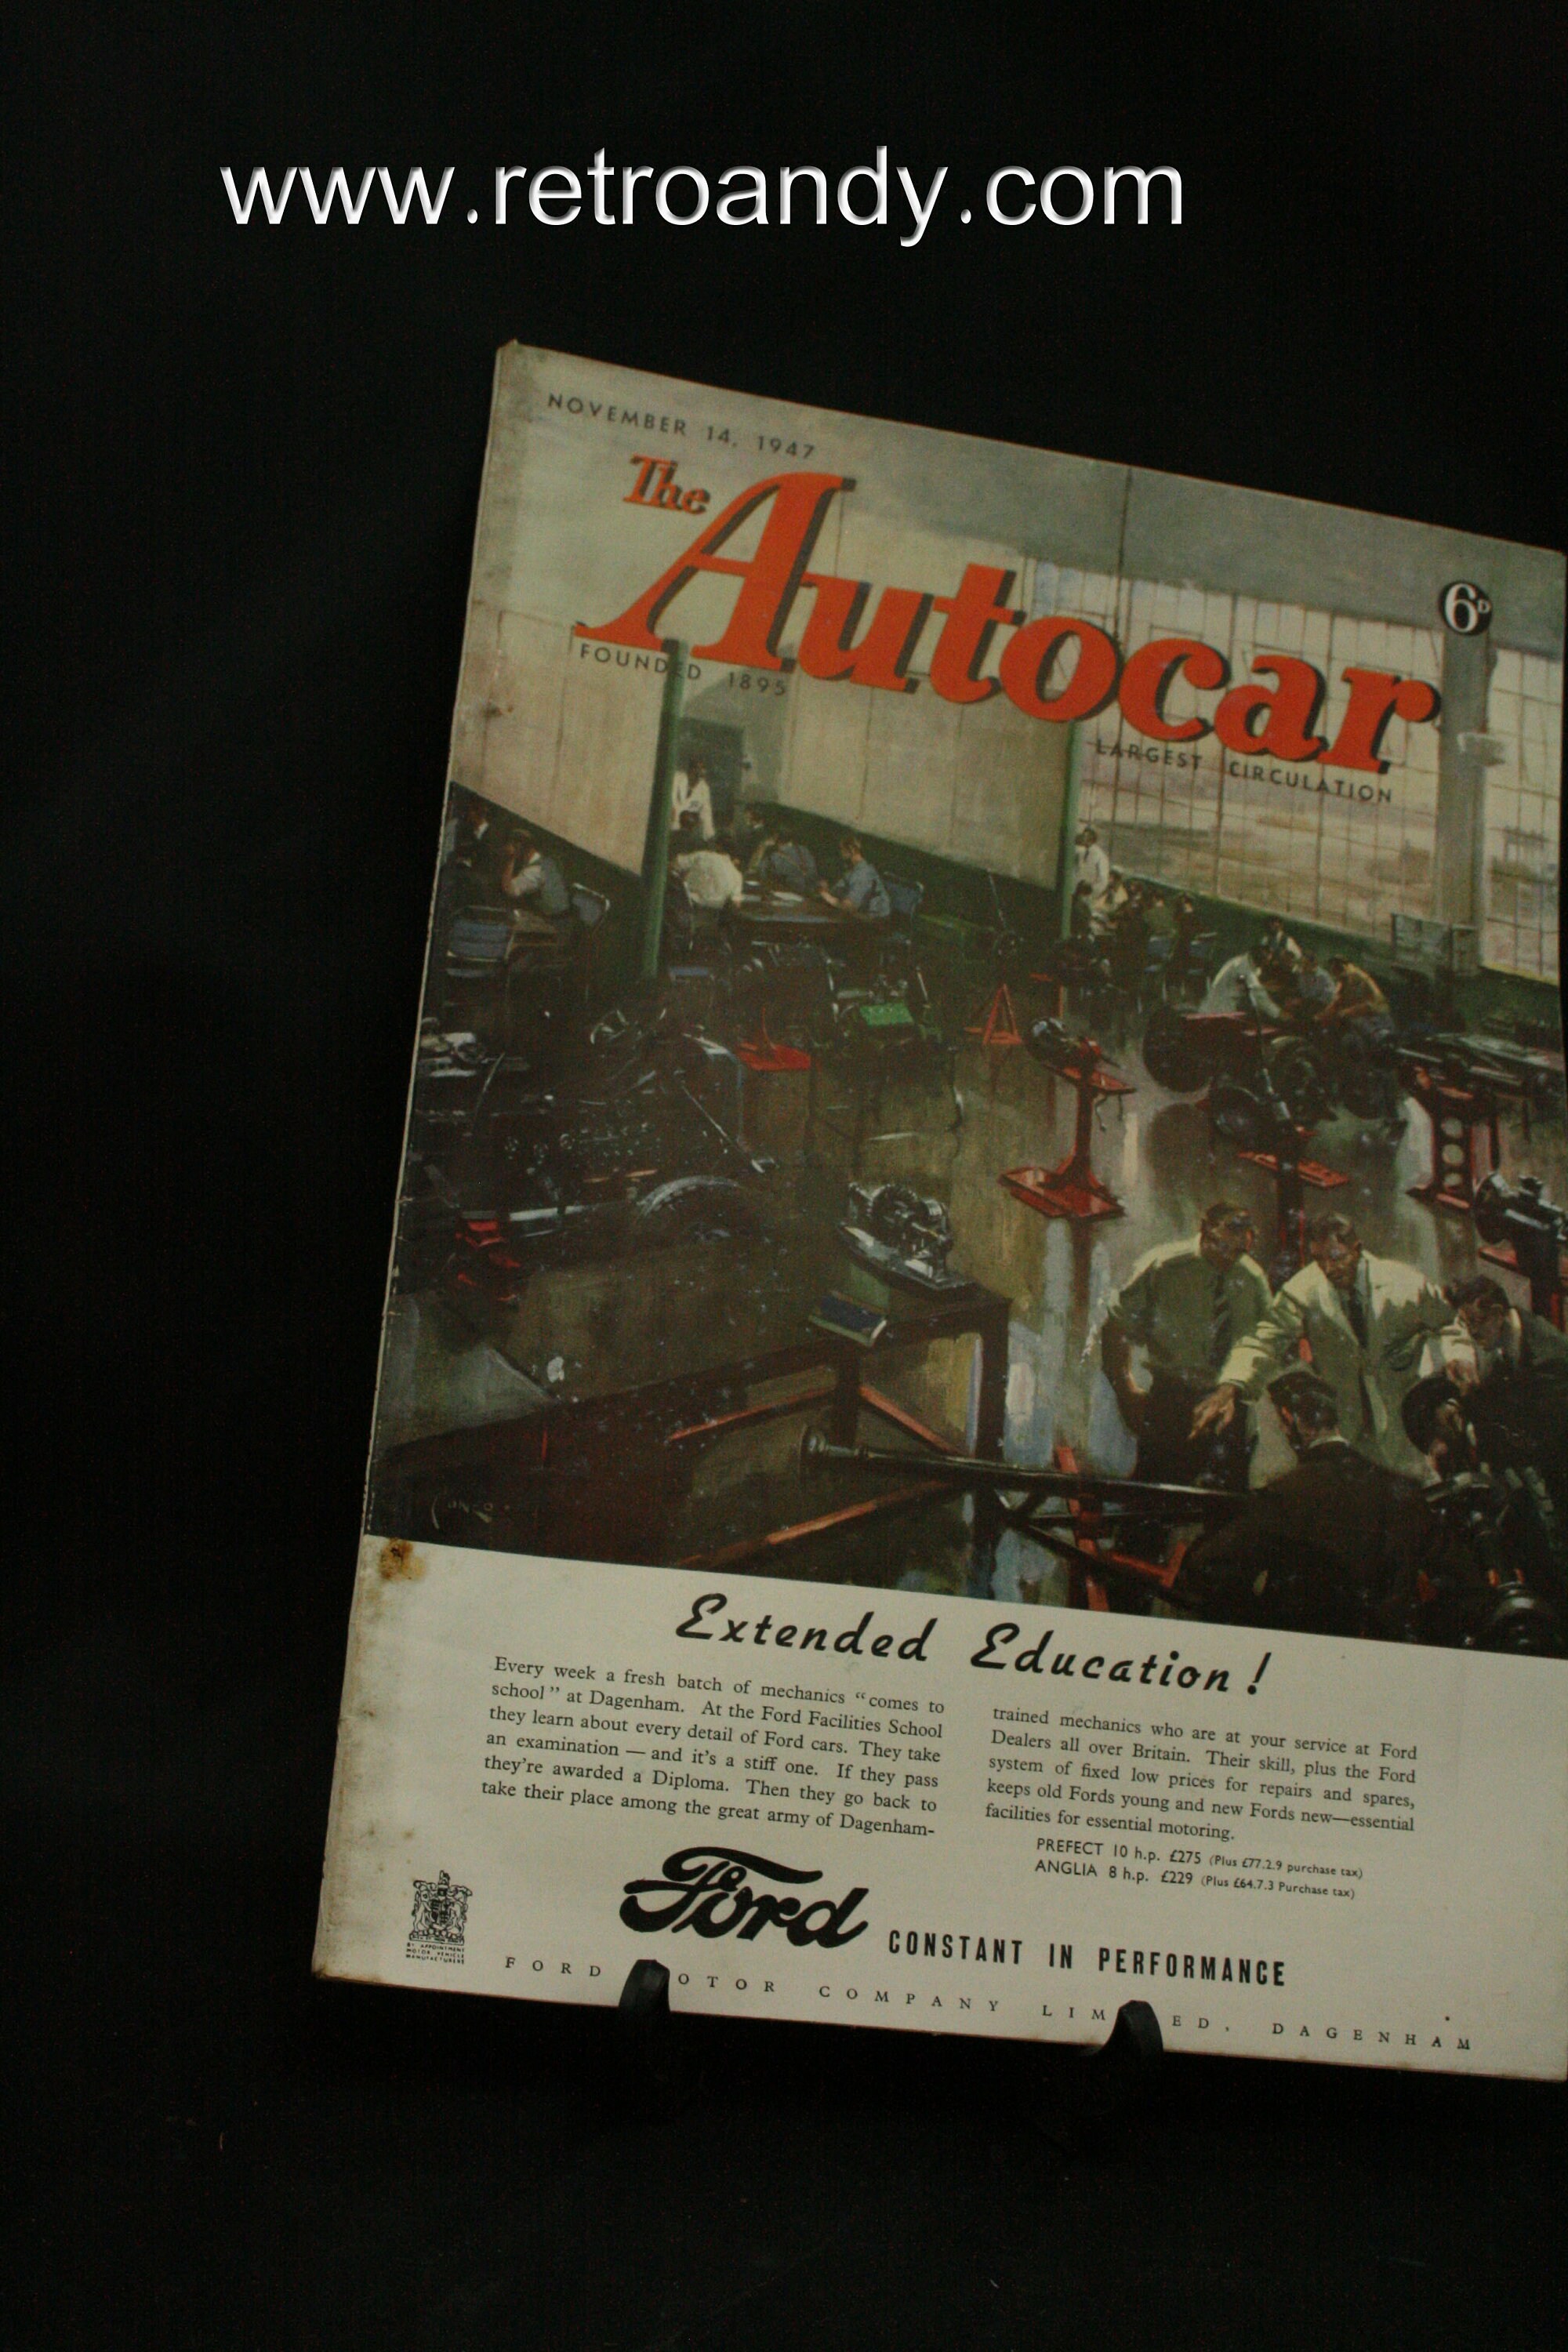 www.retroandy.com
NOVEMBER 14, 1947
The
Autocar
6D
FOUNDED 1895
LARGEST CIRCULATION
Extended Education!
Every week a fresh batch of mechanics “comes to
school” at Dagenham. At the Ford Facilities School
they learn about every detail of Ford cars. They take
an examination — and it's a stiff one. If they pass
they're awarded a Diploma. Then they go back to
take their place among the great army of Dagenham-
trained mechanics who are at your service at Ford
Dealers all over Britain. Their skill, plus the Ford
system of fixed low prices for repairs and spares,
keeps old Fords young and new Fords new—essential
facilities for essential motoring.
PREFECT 10 h.p. £275 (Plus £77.2.9 purchase tax)
ANGLIA 8 h.p. £229 (Plus £64.7.3 Purchase tax)
BY APPOINTMENT
MOTOR VEHICLE
MANUFACTURERS
Ford CONSTANT IN PERFORMANCE
FORD MOTOR COMPANY LIMITED, DAGENHAM